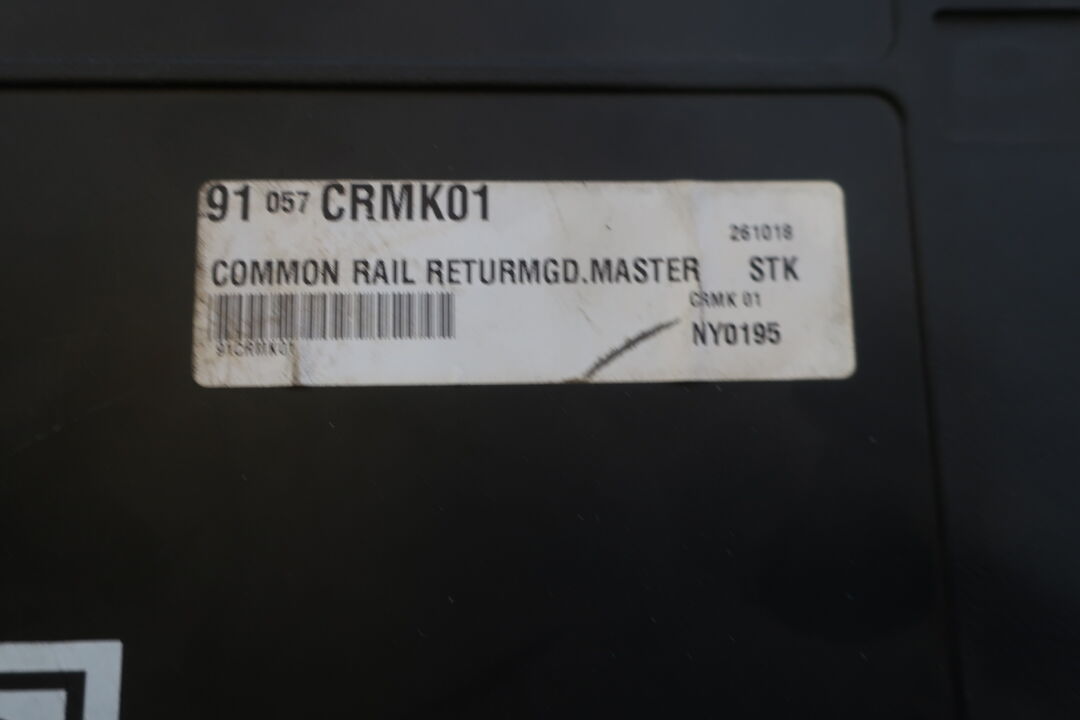 91 057 CRMK01
261018
COMMON RAIL RETURMGD.MASTER STK
CRMK 01
NY0195
91CRMK01